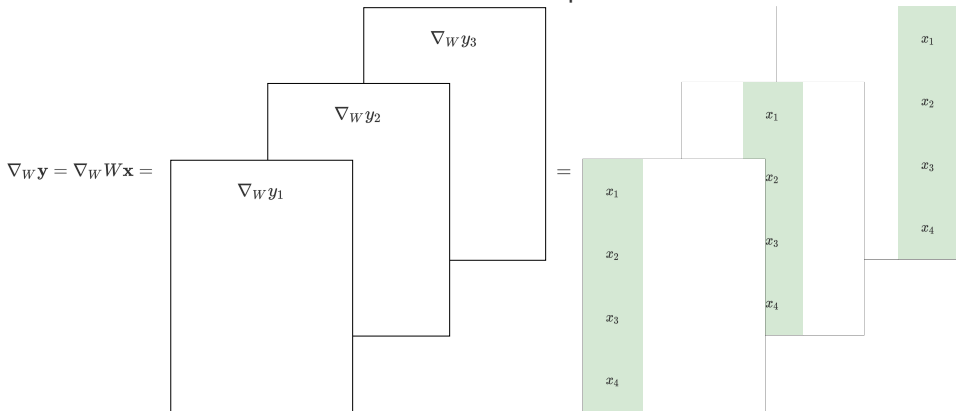 ∇_W y_3
x_1
∇_W y_2
x_1
x_2
∇_W 𝐲 = ∇_W W𝐱 =
=
x_3
∇_W y_1
x_2
x_1
x_4
x_3
x_2
x_4
x_3
x_4